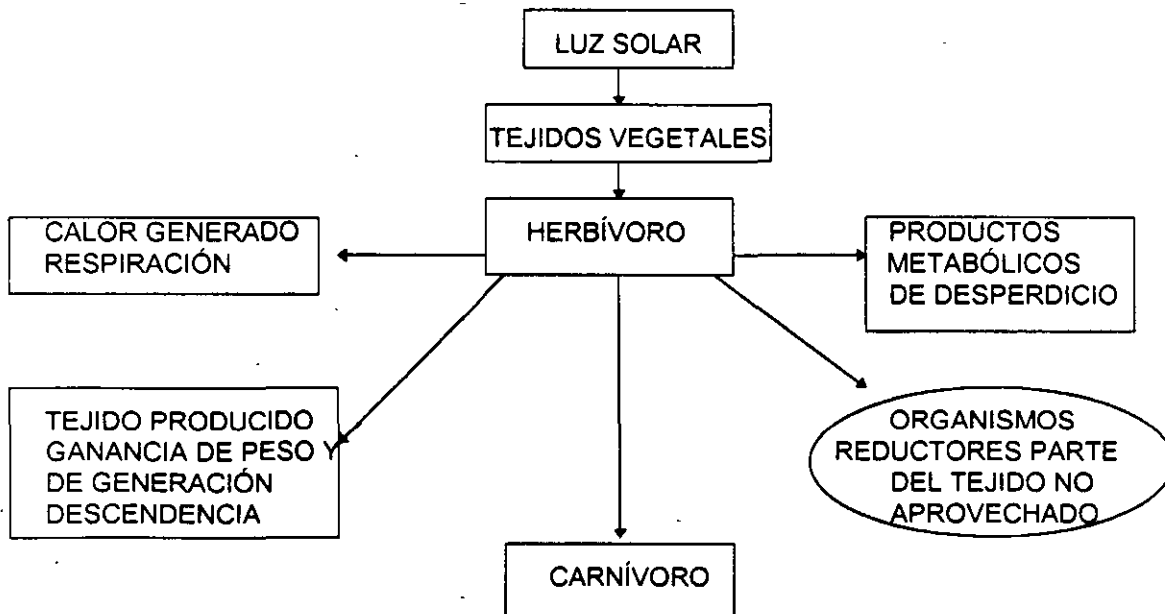 LUZ SOLAR
TEJIDOS VEGETALES
HERBÍVORO
CALOR GENERADO
RESPIRACIÓN
PRODUCTOS
METABÓLICOS
DE DESPERDICIO
TEJIDO PRODUCIDO
GANANCIA DE PESO Y
DE GENERACIÓN
DESCENDENCIA
ORGANISMOS
REDUCTORES PARTE
DEL TEJIDO NO
APROVECHADO
CARNÍVORO